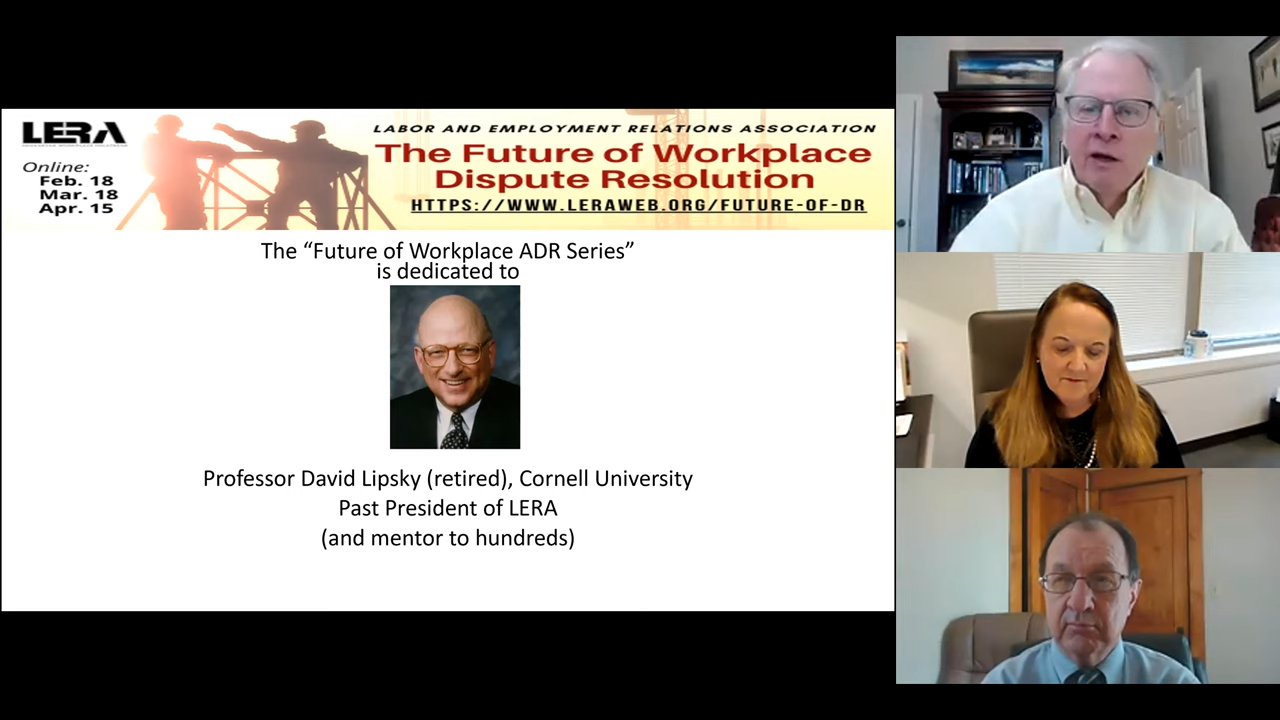 LERA
Online:
Feb. 18
Mar. 18
Apr. 15
LABOR AND EMPLOYMENT RELATIONS ASSOCIATION
The Future of Workplace
Dispute Resolution
HTTPS://WWW.LERAWEB.ORG/FUTURE-OF-DR
The “Future of Workplace ADR Series”
is dedicated to
Professor David Lipsky (retired), Cornell University
Past President of LERA
(and mentor to hundreds)